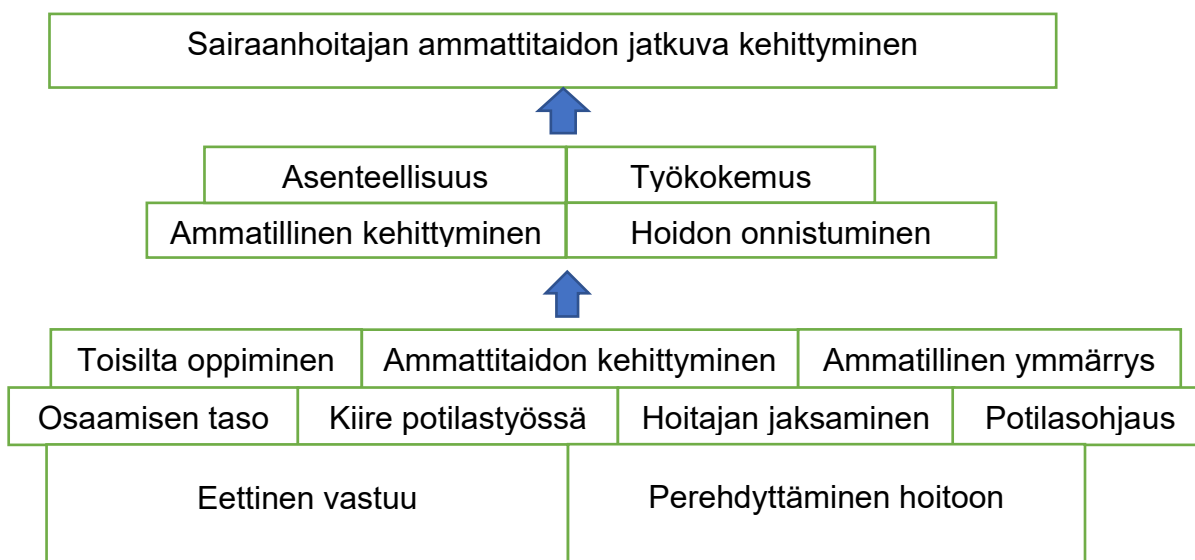 Sairaanhoitajan ammattitaidon jatkuva kehittyminen
Asenteellisuus Työkokemus
Ammatillinen kehittyminen Hoidon onnistuminen
Toisilta oppiminen Ammattitaidon kehittyminen Ammatillinen ymmärrys
Osaamisen taso Kiire potilastyössä Hoitajan jaksaminen Potilasohjaus
Eettinen vastuu Perehdyttäminen hoitoon